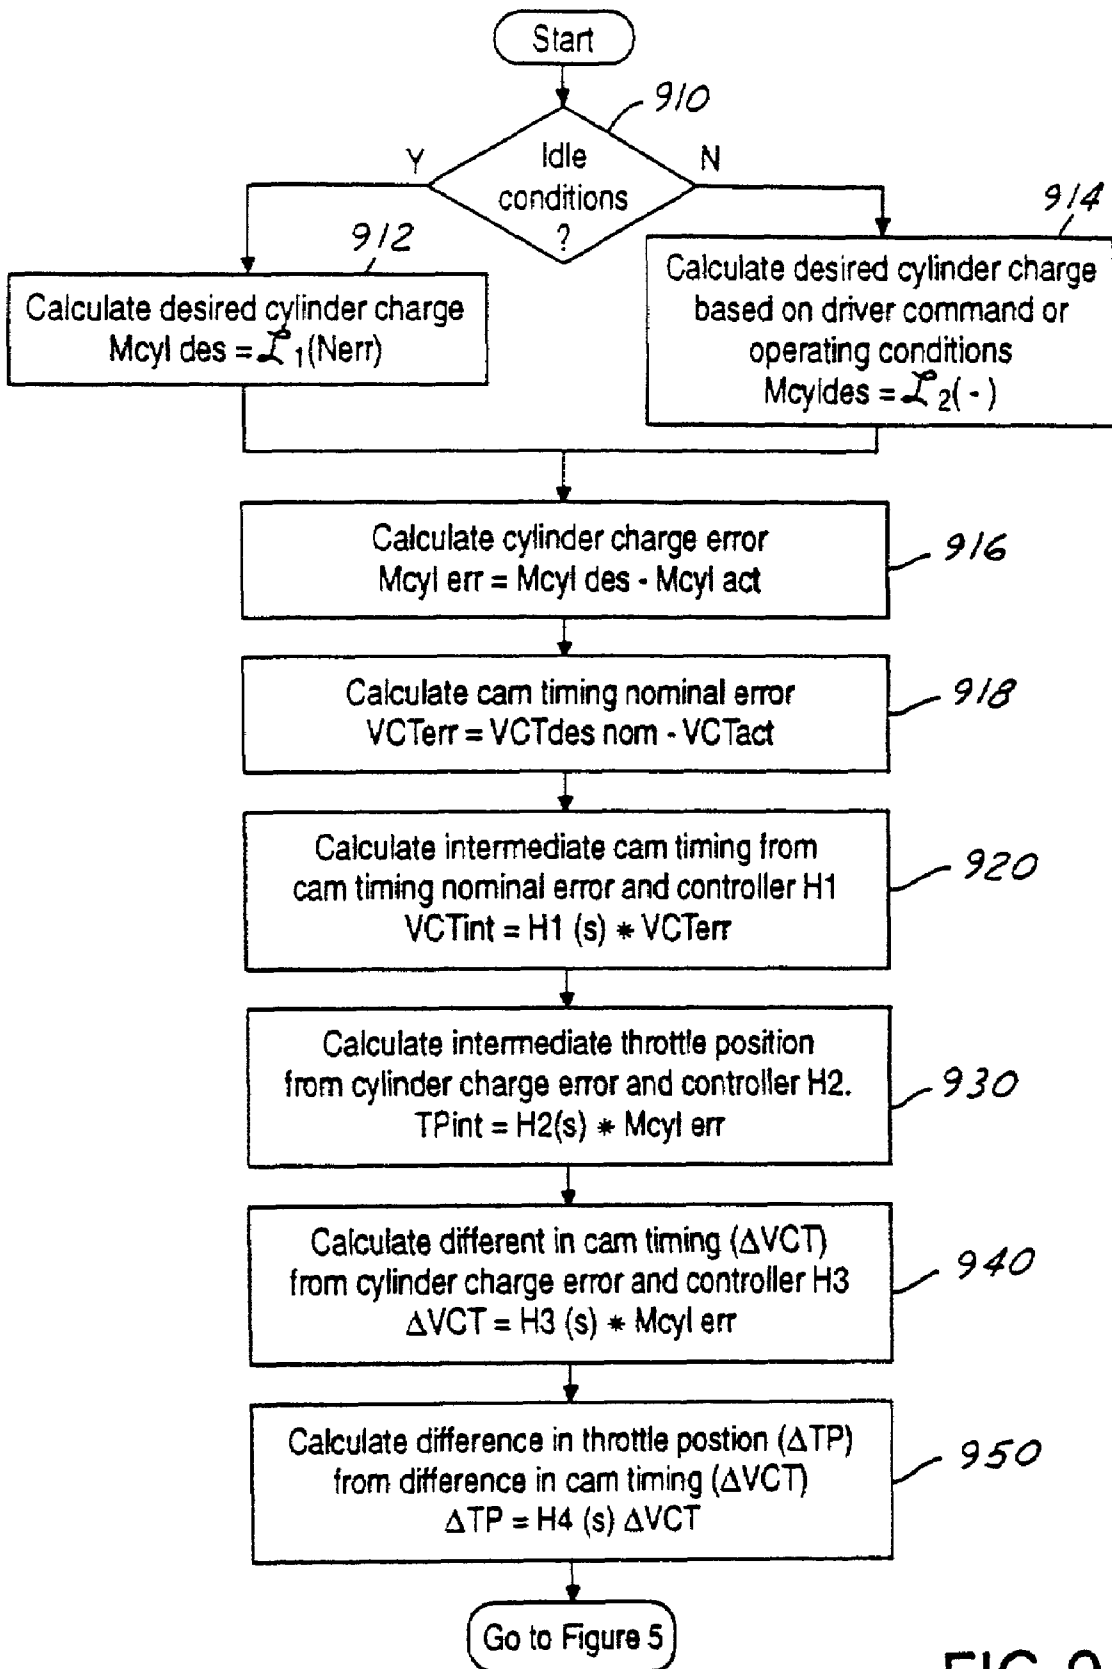 Start
910
Idle
conditions
?
Y
N
912
Calculate desired cylinder charge
Mcyl des = ℒ1(Nerr)
914
Calculate desired cylinder charge
based on driver command or
operating conditions
Mcyldes = ℒ2(-)
Calculate cylinder charge error
Mcyl err = Mcyl des - Mcyl act
916
Calculate cam timing nominal error
VCTerr = VCTdes nom - VCTact
918
Calculate intermediate cam timing from
cam timing nominal error and controller H1
VCTint = H1 (s) * VCTerr
920
Calculate intermediate throttle position
from cylinder charge error and controller H2.
TPint = H2(s) * Mcyl err
930
Calculate different in cam timing (ΔVCT)
from cylinder charge error and controller H3
ΔVCT = H3 (s) * Mcyl err
940
Calculate difference in throttle postion (ΔTP)
from difference in cam timing (ΔVCT)
ΔTP = H4 (s) ΔVCT
950
Go to Figure 5